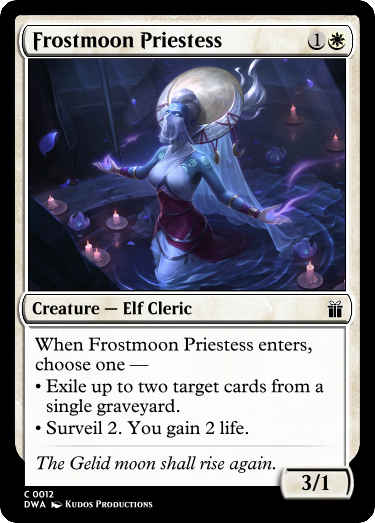 Frostmoon Priestess 1
Creature — Elf Cleric
When Frostmoon Priestess enters,
choose one —
• Exile up to two target cards from a
single graveyard.
• Surveil 2. You gain 2 life.
The Gelid moon shall rise again.
3/1
C 0012
DWA Kudos Productions